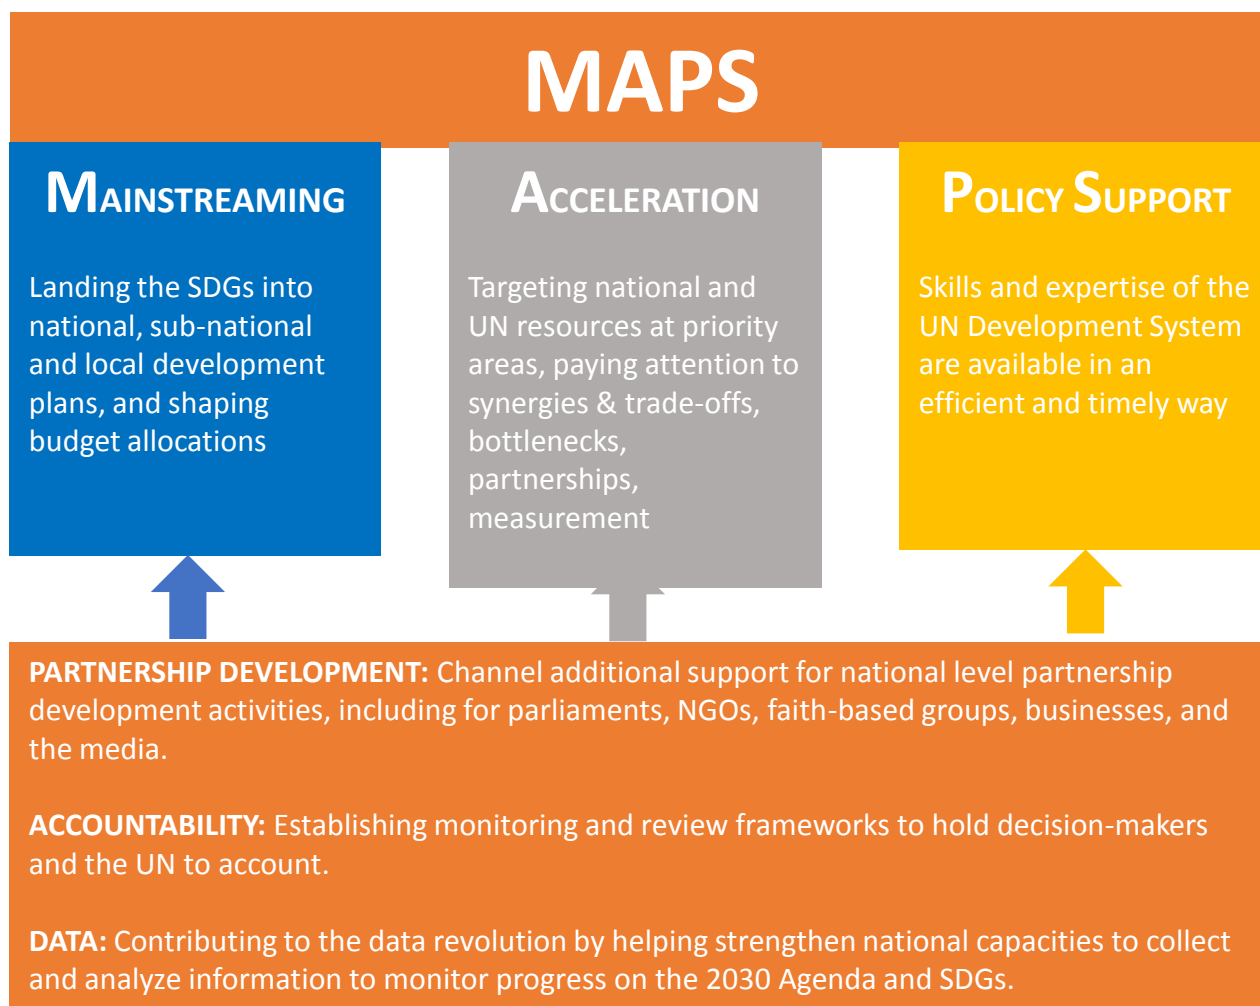 MAPS
MAINSTREAMING
Landing the SDGs into
national, sub-national
and local development
plans, and shaping
budget allocations
ACCELERATION
Targeting national and
UN resources at priority
areas, paying attention to
synergies & trade-offs,
bottlenecks,
partnerships,
measurement
POLICY SUPPORT
Skills and expertise of the
UN Development System
are available in an
efficient and timely way
PARTNERSHIP DEVELOPMENT: Channel additional support for national level partnership
development activities, including for parliaments, NGOs, faith-based groups, businesses, and
the media.
ACCOUNTABILITY: Establishing monitoring and review frameworks to hold decision-makers
and the UN to account.
DATA: Contributing to the data revolution by helping strengthen national capacities to collect
and analyze information to monitor progress on the 2030 Agenda and SDGs.